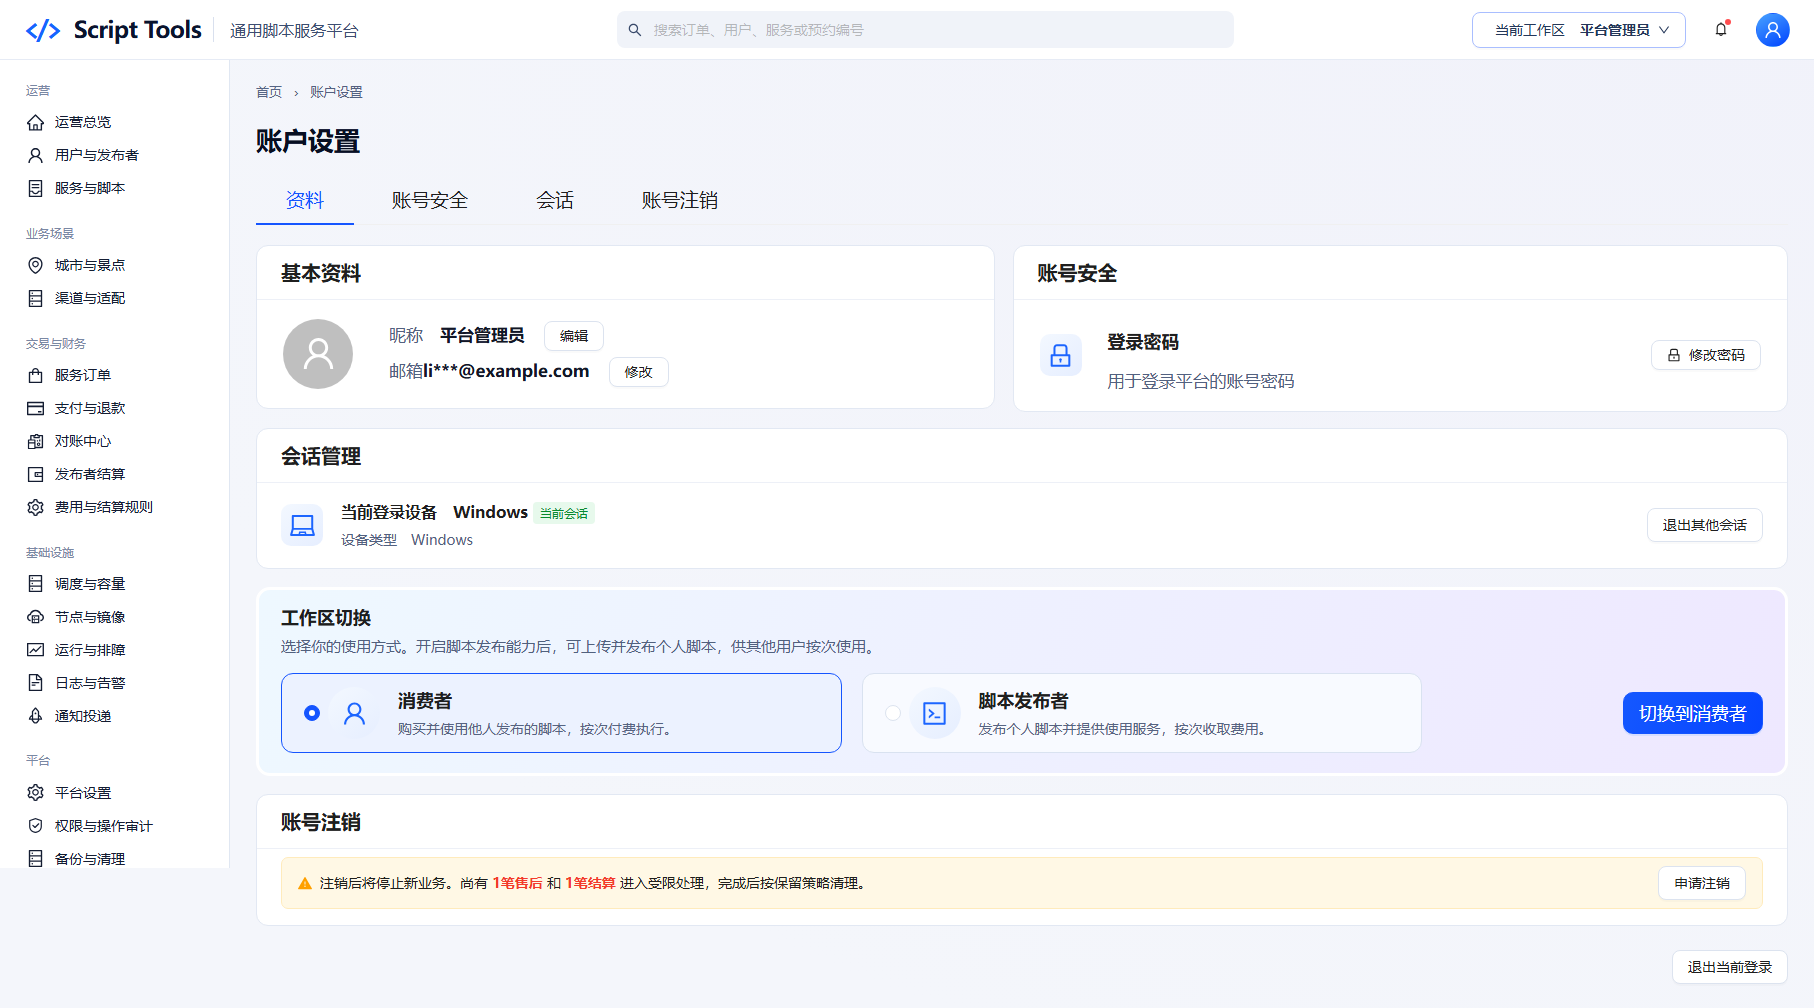 Script Tools
通用脚本服务平台
搜索订单、用户、服务或预约编号
当前工作区 平台管理员
运营
运营总览
用户与发布者
服务与脚本
业务场景
城市与景点
渠道与适配
交易与财务
服务订单
支付与退款
对账中心
发布者结算
费用与结算规则
基础设施
调度与容量
节点与镜像
运行与排障
日志与告警
通知投递
平台
平台设置
权限与操作审计
备份与清理
首页 › 账户设置
账户设置
资料 账号安全 会话 账号注销
基本资料
昵称 平台管理员 编辑
邮箱li***@example.com 修改
账号安全
登录密码
用于登录平台的账号密码
修改密码
会话管理
当前登录设备 Windows 当前会话
设备类型 Windows
退出其他会话
工作区切换
选择你的使用方式。开启脚本发布能力后，可上传并发布个人脚本，供其他用户按次使用。
消费者
购买并使用他人发布的脚本，按次付费执行。
脚本发布者
发布个人脚本并提供使用服务，按次收取费用。
切换到消费者
账号注销
注销后将停止新业务。尚有 1笔售后 和 1笔结算 进入受限处理，完成后按保留策略清理。
申请注销
退出当前登录